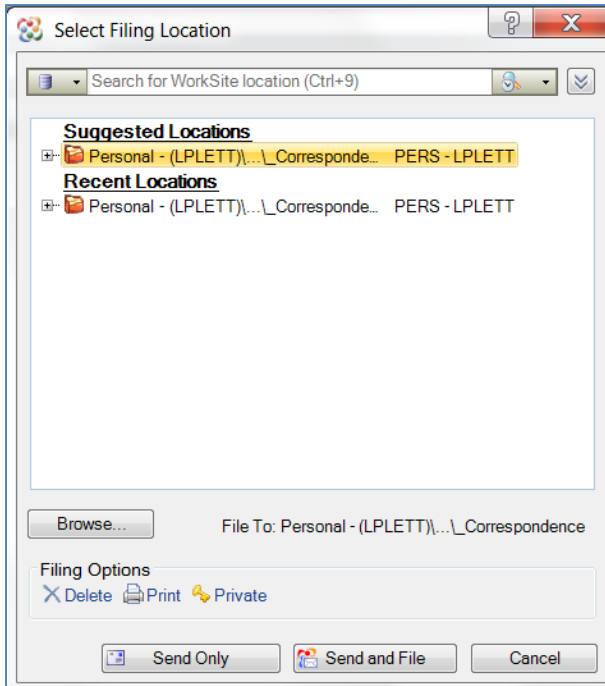 Select Filing Location
Search for WorkSite location (Ctrl+9)
Suggested Locations
Personal - (LPLETT)\...\_Corresponde... PERS - LPLETT
Recent Locations
Personal - (LPLETT)\...\_Corresponde... PERS - LPLETT
Browse... File To: Personal - (LPLETT)\...\_Correspondence
Filing Options
Delete Print Private
Send Only Send and File Cancel